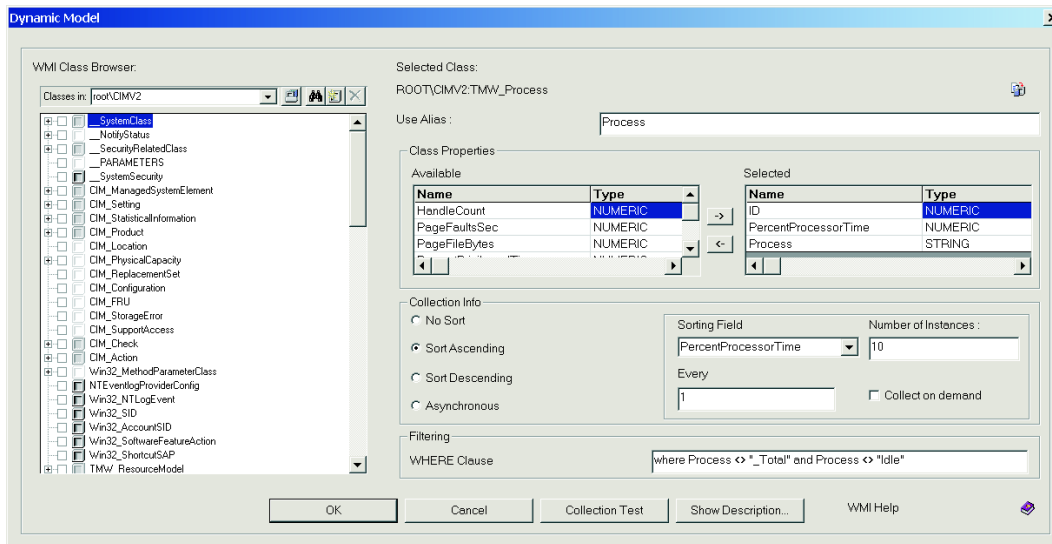 Dynamic Model
WMI Class Browser:
Classes in: root\CIMV2
__SystemClass
__NotifyStatus
__SecurityRelatedClass
__PARAMETERS
__SystemSecurity
CIM_ManagedSystemElement
CIM_Setting
CIM_StatisticalInformation
CIM_Product
CIM_Location
CIM_PhysicalCapacity
CIM_ReplacementSet
CIM_Configuration
CIM_FRU
CIM_StorageError
CIM_SupportAccess
CIM_Check
CIM_Action
Win32_MethodParameterClass
NTEventlogProviderConfig
Win32_NTLogEvent
Win32_SID
Win32_AccountSID
Win32_SoftwareFeatureAction
Win32_ShortcutSAP
TMW_ResourceModel
Selected Class:
ROOT\CIMV2:TMW_Process
Use Alias : Process
Class Properties
Available
Name Type
HandleCount NUMERIC
PageFaultsSec NUMERIC
PageFileBytes NUMERIC
-> 
<-
Selected
Name Type
ID NUMERIC
PercentProcessorTime NUMERIC
Process STRING
Collection Info
No Sort
Sort Ascending
Sort Descending
Asynchronous
Sorting Field Number of Instances :
PercentProcessorTime 10
Every
1 Collect on demand
Filtering
WHERE Clause where Process <> "_Total" and Process <> "Idle"
OK Cancel Collection Test Show Description... WMI Help